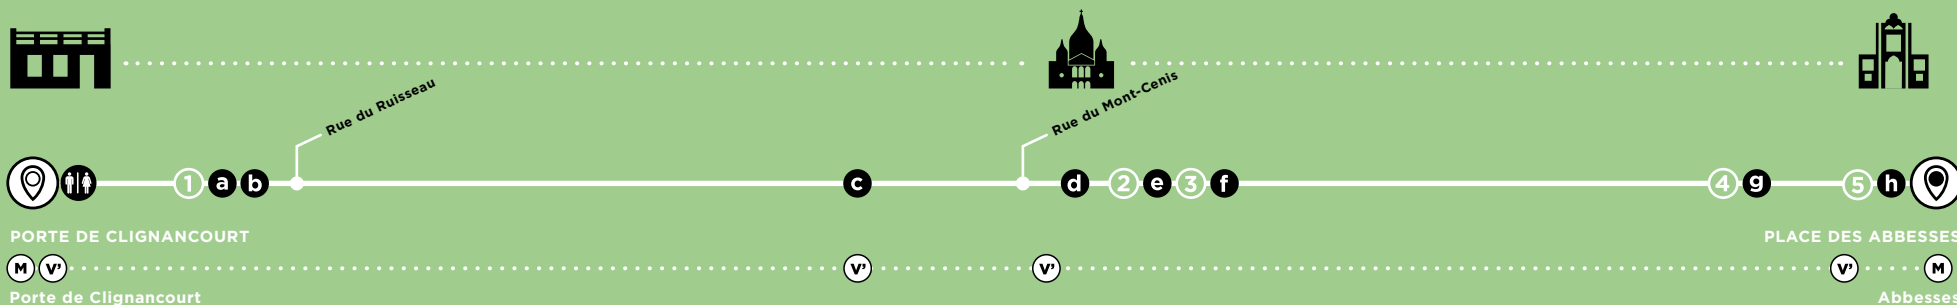 Rue du Ruisseau
Rue du Mont-Cenis
1 a b c d 2 e 3 f 4 g 5 h
PORTE DE CLIGNANCOURT PLACE DES ABBESSES
M V’ V’ V’ V’ M
Porte de Clignancourt Abbesses